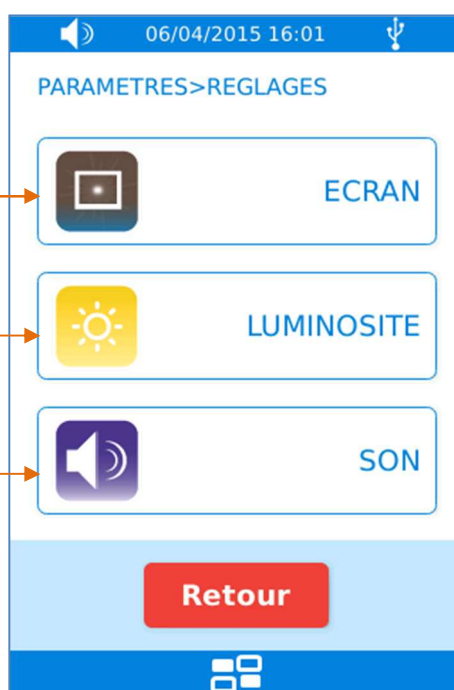 06/04/2015 16:01
PARAMETRES>REGLAGES
ECRAN
LUMINOSITE
SON
Retour